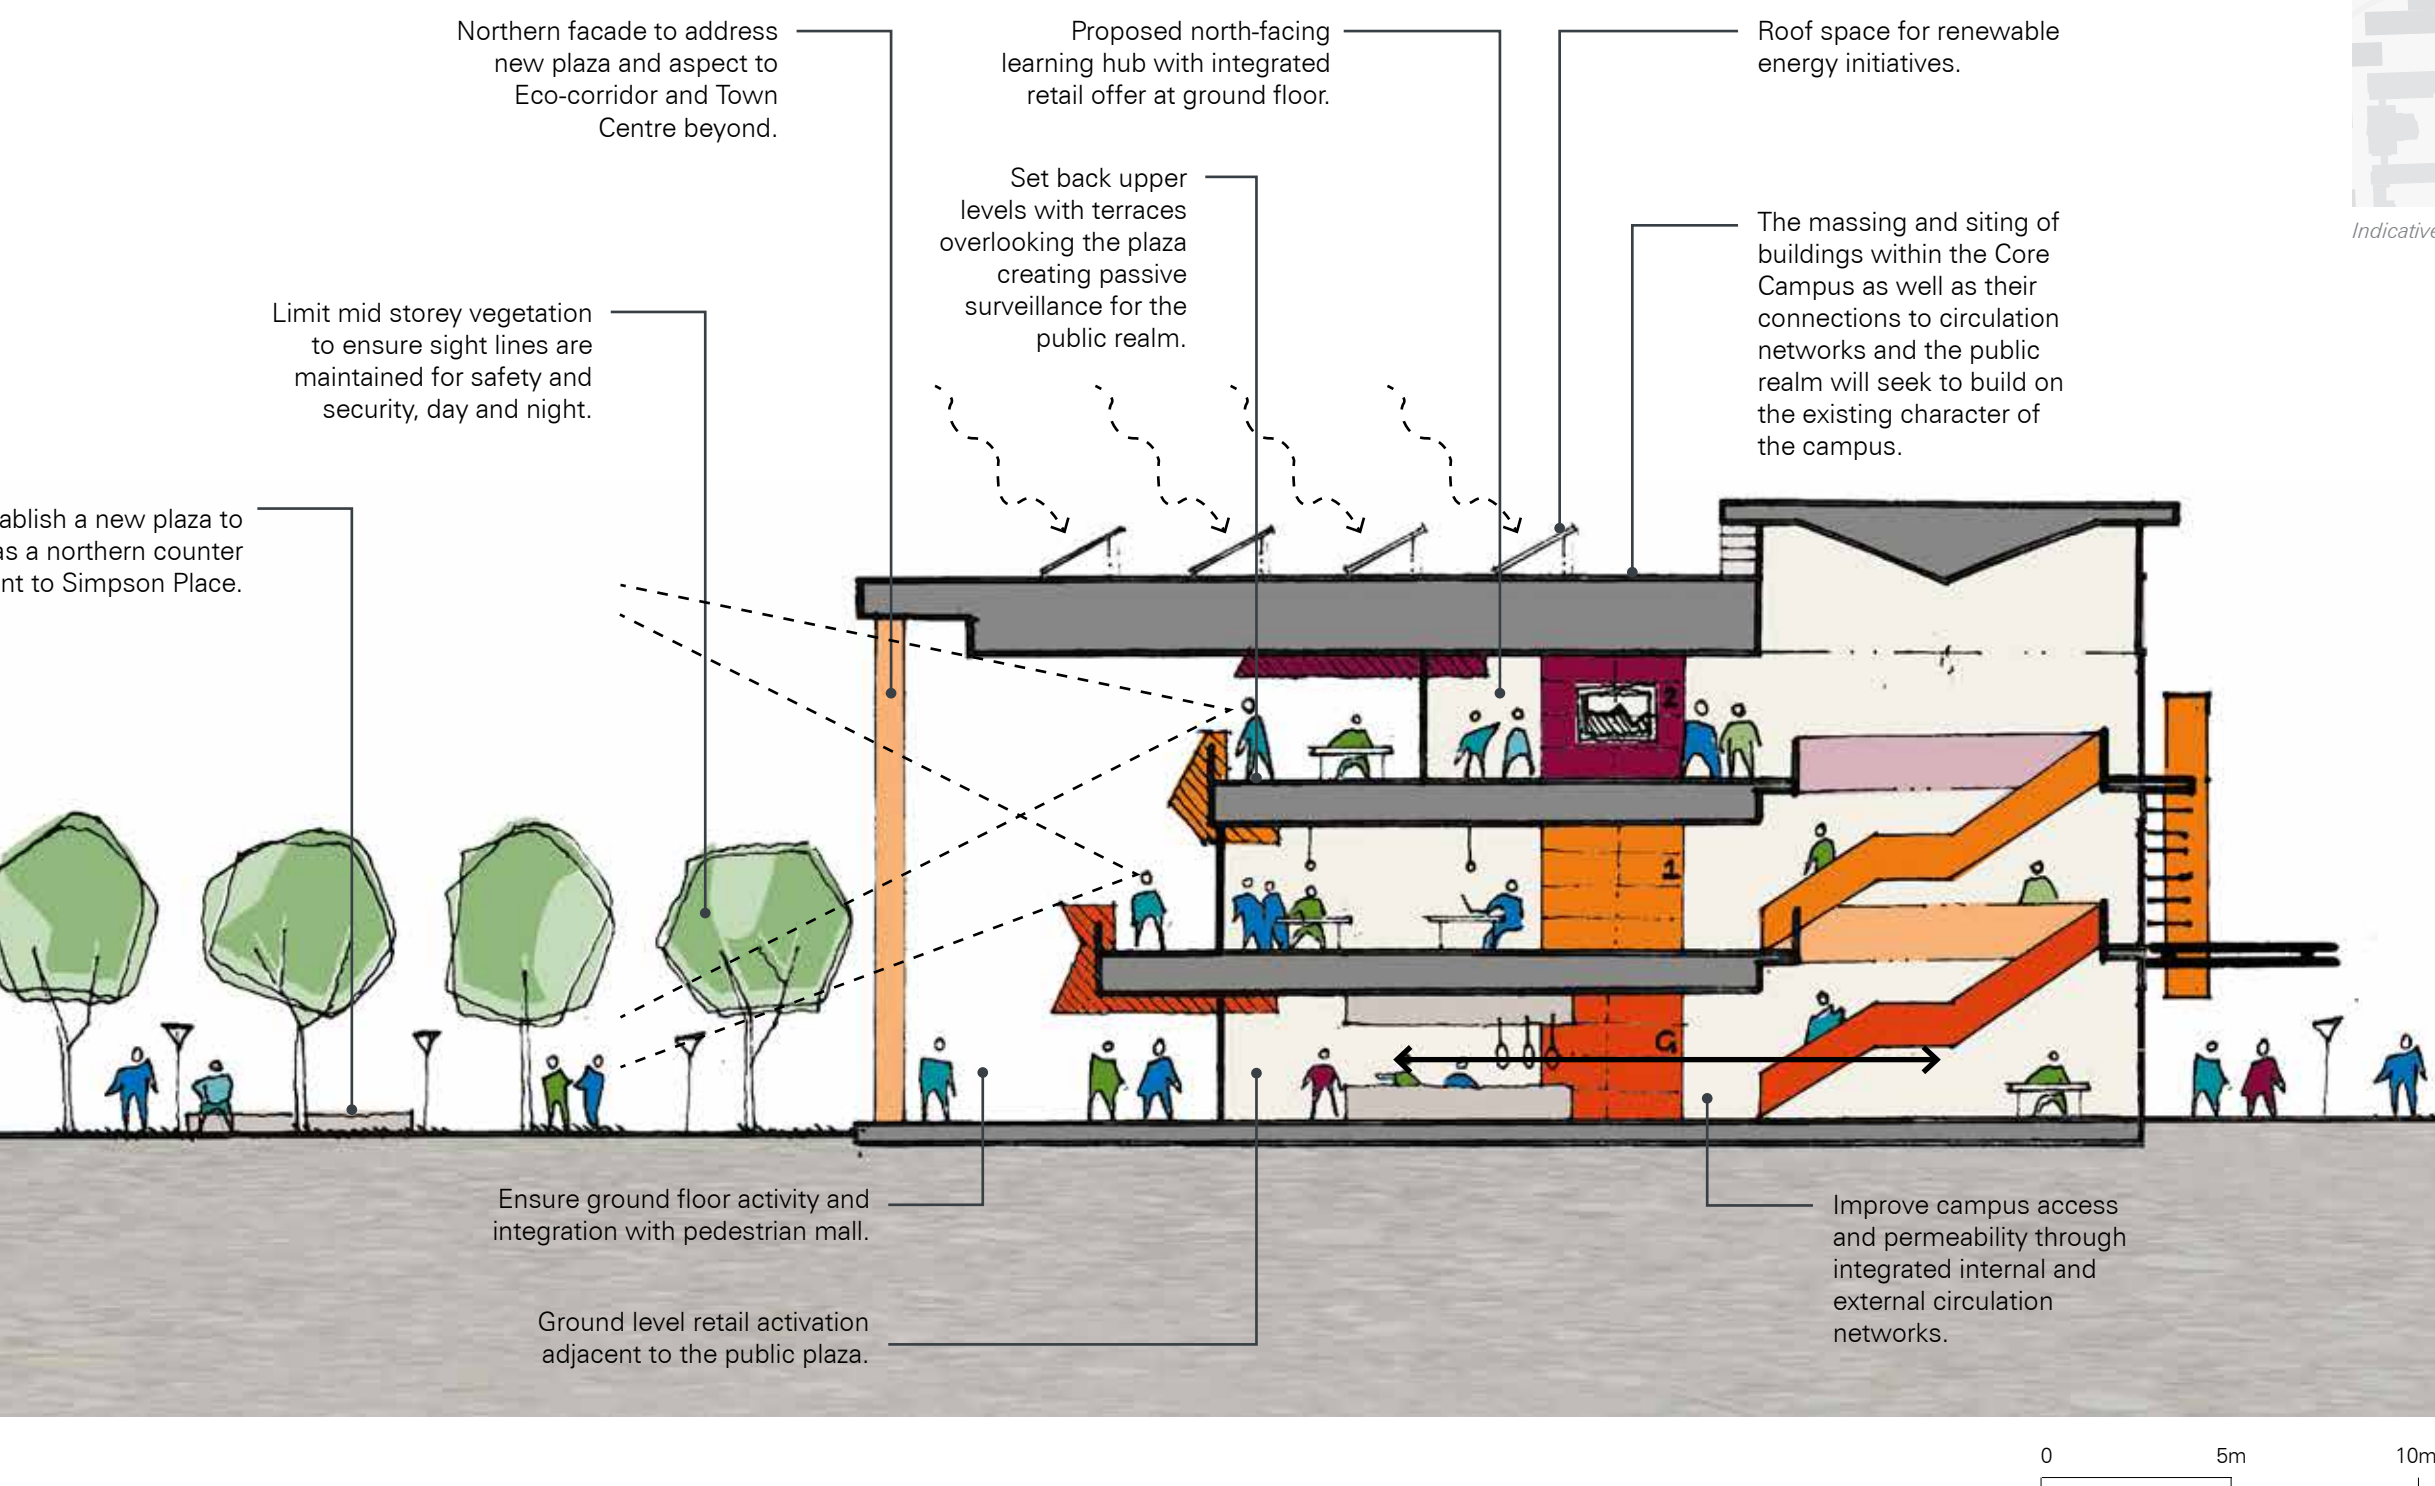 Northern facade to address
new plaza and aspect to
Eco-corridor and Town
Centre beyond.
Proposed north-facing
learning hub with integrated
retail offer at ground floor.
Roof space for renewable
energy initiatives.
Set back upper
levels with terraces
overlooking the plaza
creating passive
surveillance for the
public realm.
The massing and siting of
buildings within the Core
Campus as well as their
connections to circulation
networks and the public
realm will seek to build on
the existing character of
the campus.
Indicative
Limit mid storey vegetation
to ensure sight lines are
maintained for safety and
security, day and night.
ablish a new plaza to
as a northern counter
nt to Simpson Place.
2
1
G
Ensure ground floor activity and
integration with pedestrian mall.
Ground level retail activation
adjacent to the public plaza.
Improve campus access
and permeability through
integrated internal and
external circulation
networks.
0 5m 10m